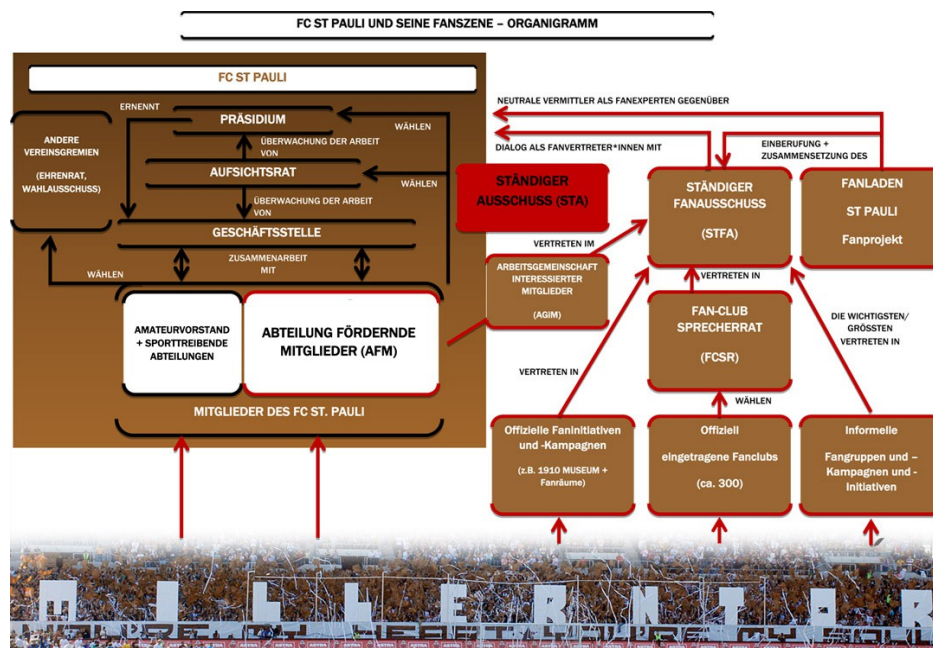 FC ST PAULI UND SEINE FANSZENE – ORGANIGRAMM
FC ST PAULI
ERNENNT
PRÄSIDIUM
WÄHLEN
ÜBERWACHUNG DER ARBEIT
VON
AUFSICHTSRAT
WÄHLEN
ÜBERWACHUNG DER ARBEIT
VON
GESCHÄFTSSTELLE
ZUSAMMENARBEIT
MIT
ANDERE
VEREINSGREMIEN
(EHRENRAT,
WAHLAUSSCHUSS)
WÄHLEN
AMATEURVORSTAND
+ SPORTTREIBENDE
ABTEILUNGEN
ABTEILUNG FÖRDERNDE
MITGLIEDER (AFM)
MITGLIEDER DES FC ST. PAULI
NEUTRALE VERMITTLER ALS FANEXPERTEN GEGENÜBER
DIALOG ALS FANVERTRETER*INNEN MIT
EINBERUFUNG +
ZUSAMMENSETZUNG DES
STÄNDIGER
AUSSCHUSS (STA)
STÄNDIGER
FANAUSSCHUSS
(STFA)
FANLADEN
ST PAULI
Fanprojekt
VERTRETEN IM
ARBEITSGEMEINSCHAFT
INTERESSIERTER
MITGLIEDER
(AGiM)
VERTRETEN IN
FAN-CLUB
SPRECHERRAT
(FCSR)
DIE WICHTIGSTEN/
GRÖSSTEN
VERTRETEN IN
VERTRETEN IN
WÄHLEN
Offizielle Faninitiativen
und -Kampagnen
(z.B. 1910 MUSEUM +
Fanräume)
Offiziell
eingetragene Fanclubs
(ca. 300)
Informelle
Fangruppen und –
Kampagnen und -
Initiativen
MILLERNTOR